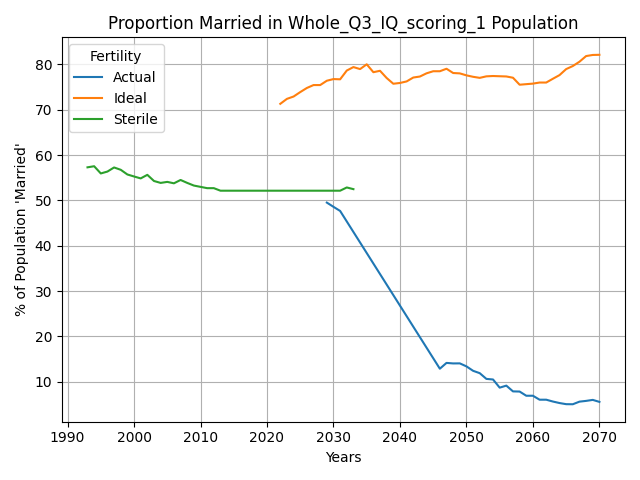 Proportion Married in Whole_Q3_IQ_scoring_1 Population
% of Population 'Married'
80
70
60
50
40
30
20
10
Fertility
Actual
Ideal
Sterile
1990 2000 2010 2020 2030 2040 2050 2060 2070
Years